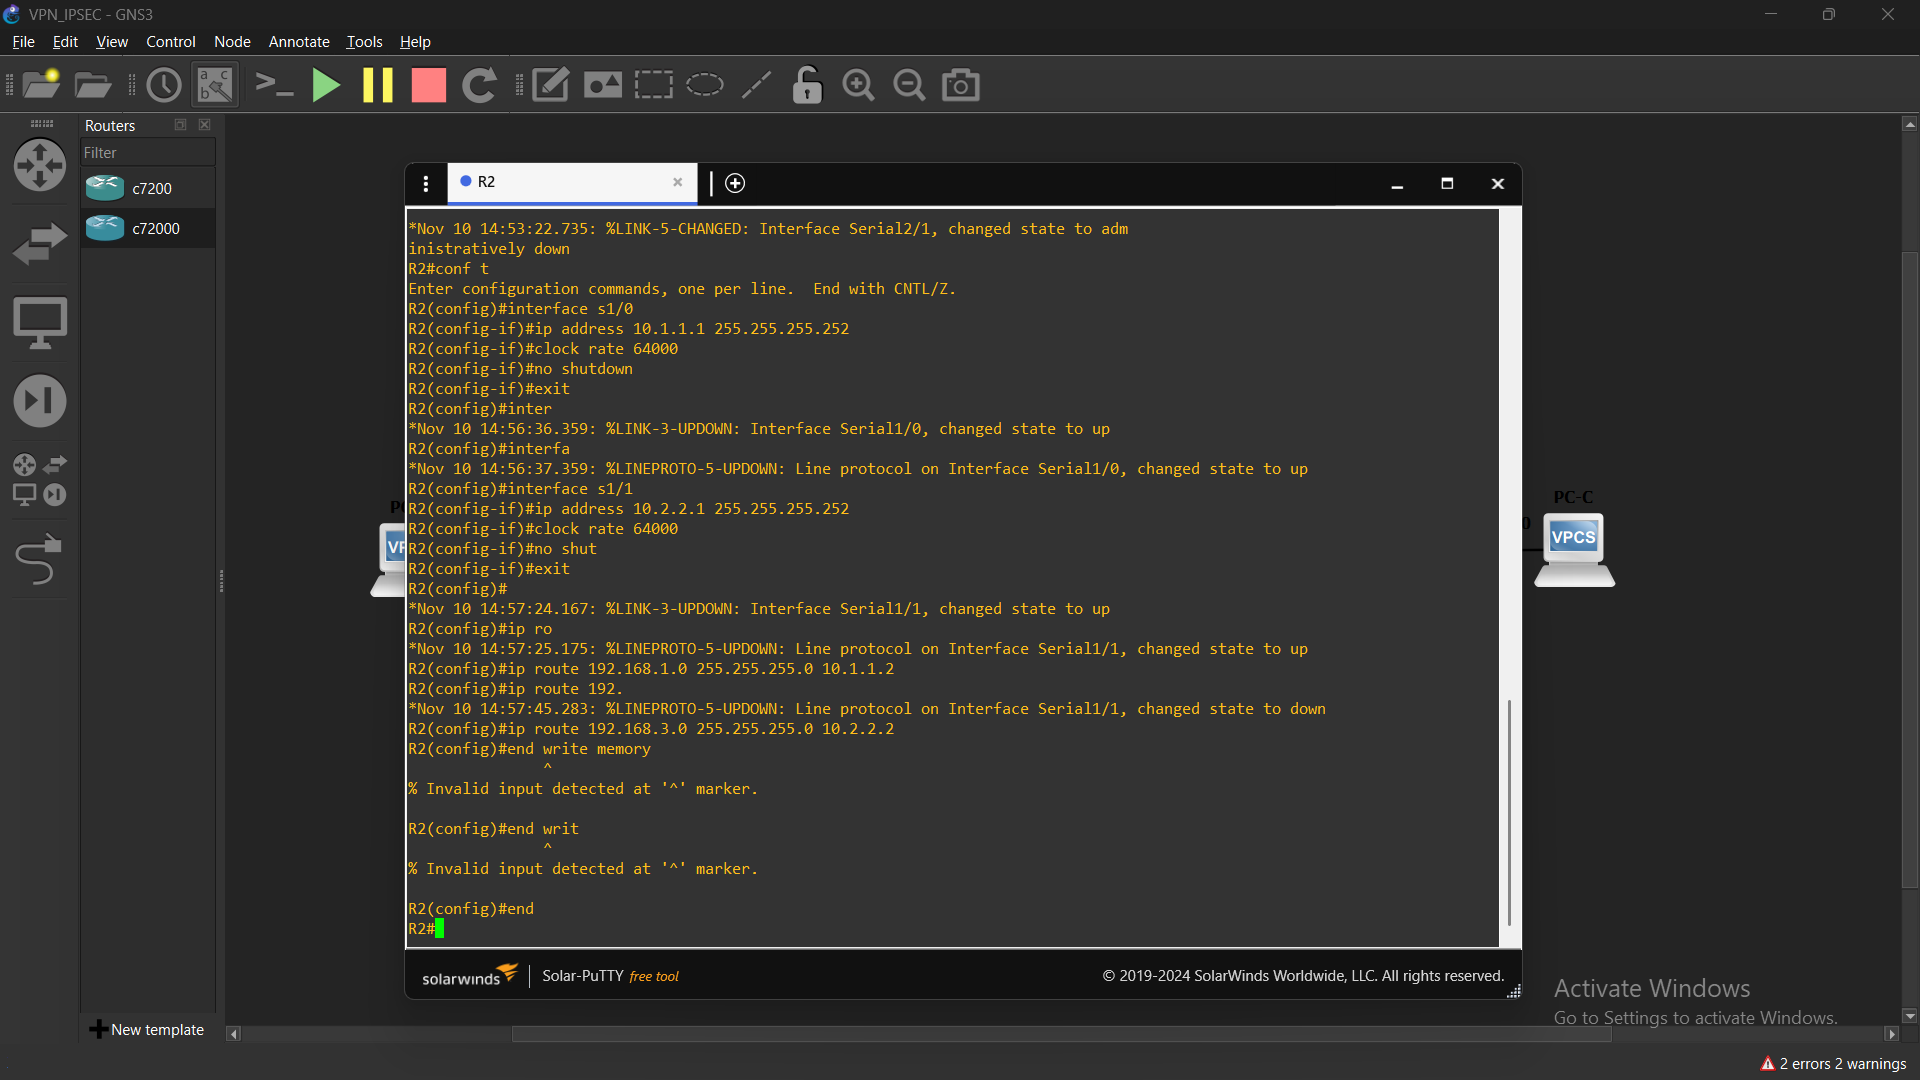 VPN_IPSEC - GNS3
File Edit View Control Node Annotate Tools Help
Routers
Filter
c7200
c72000
R2
*Nov 10 14:53:22.735: %LINK-5-CHANGED: Interface Serial2/1, changed state to adm
inistratively down
R2#conf t
Enter configuration commands, one per line.  End with CNTL/Z.
R2(config)#interface s1/0
R2(config-if)#ip address 10.1.1.1 255.255.255.252
R2(config-if)#clock rate 64000
R2(config-if)#no shutdown
R2(config-if)#exit
R2(config)#inter
*Nov 10 14:56:36.359: %LINK-3-UPDOWN: Interface Serial1/0, changed state to up
R2(config)#interfa
*Nov 10 14:56:37.359: %LINEPROTO-5-UPDOWN: Line protocol on Interface Serial1/0, changed state to up
R2(config)#interface s1/1
R2(config-if)#ip address 10.2.2.1 255.255.255.252
R2(config-if)#clock rate 64000
R2(config-if)#no shut
R2(config-if)#exit
R2(config)#
*Nov 10 14:57:24.167: %LINK-3-UPDOWN: Interface Serial1/1, changed state to up
R2(config)#ip ro
*Nov 10 14:57:25.175: %LINEPROTO-5-UPDOWN: Line protocol on Interface Serial1/1, changed state to up
R2(config)#ip route 192.168.1.0 255.255.255.0 10.1.1.2
R2(config)#ip route 192.
*Nov 10 14:57:45.283: %LINEPROTO-5-UPDOWN: Line protocol on Interface Serial1/1, changed state to down
R2(config)#ip route 192.168.3.0 255.255.255.0 10.2.2.2
R2(config)#end write memory
^
% Invalid input detected at '^' marker.
R2(config)#end writ
^
% Invalid input detected at '^' marker.
R2(config)#end
R2#
PC-C
VPCS
solarwinds
Solar-PuTTY free tool
© 2019-2024 SolarWinds Worldwide, LLC. All rights reserved.
Activate Windows
Go to Settings to activate Windows.
New template
2 errors 2 warnings